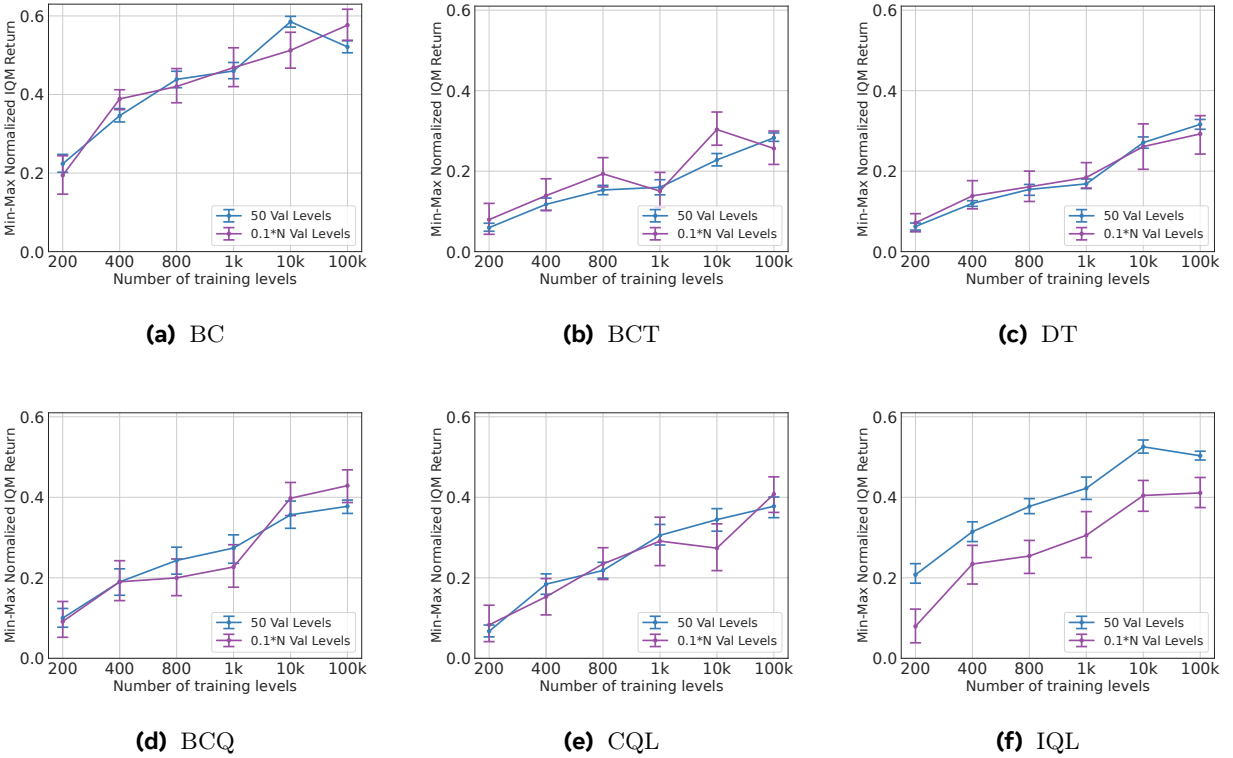 Min-Max Normalized IQM Return
0.6
0.4
0.2
0.0
50 Val Levels
0.1*N Val Levels
200 400 800 1k 10k 100k
Number of training levels
(a) BC
Min-Max Normalized IQM Return
0.6
0.4
0.2
0.0
50 Val Levels
0.1*N Val Levels
200 400 800 1k 10k 100k
Number of training levels
(b) BCT
Min-Max Normalized IQM Return
0.6
0.4
0.2
0.0
50 Val Levels
0.1*N Val Levels
200 400 800 1k 10k 100k
Number of training levels
(c) DT
Min-Max Normalized IQM Return
0.6
0.4
0.2
0.0
50 Val Levels
0.1*N Val Levels
200 400 800 1k 10k 100k
Number of training levels
(d) BCQ
Min-Max Normalized IQM Return
0.6
0.4
0.2
0.0
50 Val Levels
0.1*N Val Levels
200 400 800 1k 10k 100k
Number of training levels
(e) CQL
Min-Max Normalized IQM Return
0.6
0.4
0.2
0.0
50 Val Levels
0.1*N Val Levels
200 400 800 1k 10k 100k
Number of training levels
(f) IQL